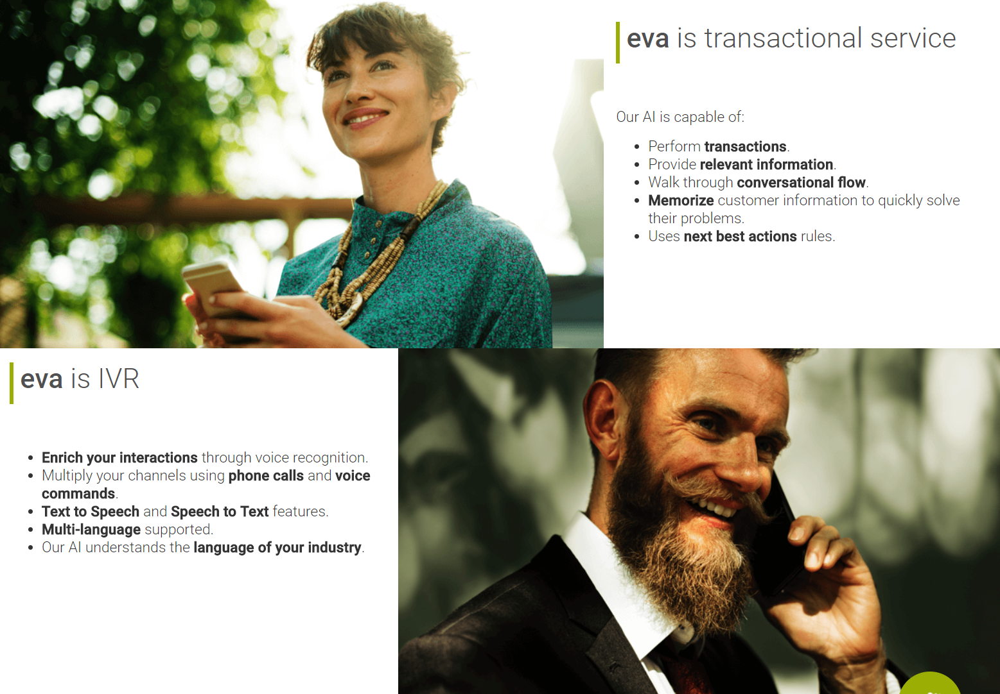 eva is transactional service
Our AI is capable of:
• Perform transactions.
• Provide relevant information.
• Walk through conversational flow.
• Memorize customer information to quickly solve
their problems.
• Uses next best actions rules.
eva is IVR
• Enrich your interactions through voice recognition.
• Multiply your channels using phone calls and voice
commands.
• Text to Speech and Speech to Text features.
• Multi-language supported.
• Our AI understands the language of your industry.